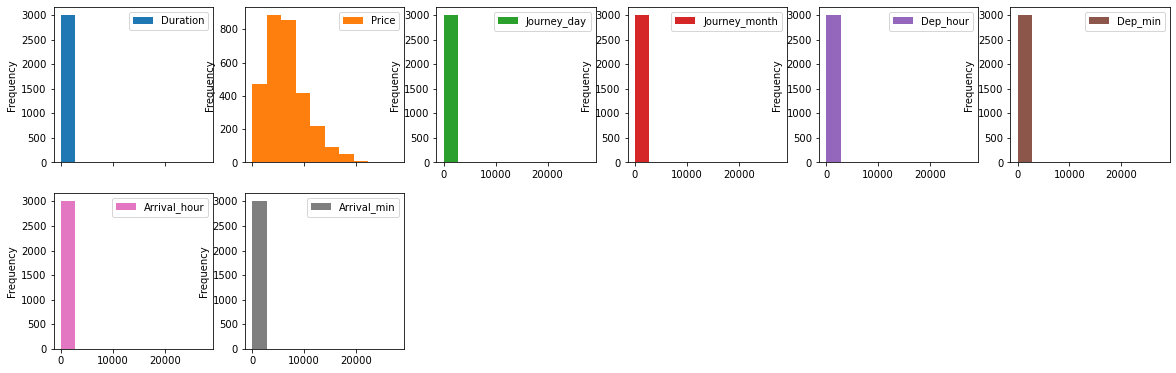 3000
2500
2000
1500
1000
500
0
Frequency
Duration
800
600
400
200
0
Frequency
Price
3000
2500
2000
1500
1000
500
0
Frequency
Journey_day
0 10000 20000
3000
2500
2000
1500
1000
500
0
Frequency
Journey_month
0 10000 20000
3000
2500
2000
1500
1000
500
0
Frequency
Dep_hour
0 10000 20000
3000
2500
2000
1500
1000
500
0
Frequency
Dep_min
0 10000 20000
3000
2500
2000
1500
1000
500
0
Frequency
Arrival_hour
0 10000 20000
3000
2500
2000
1500
1000
500
0
Frequency
Arrival_min
0 10000 20000